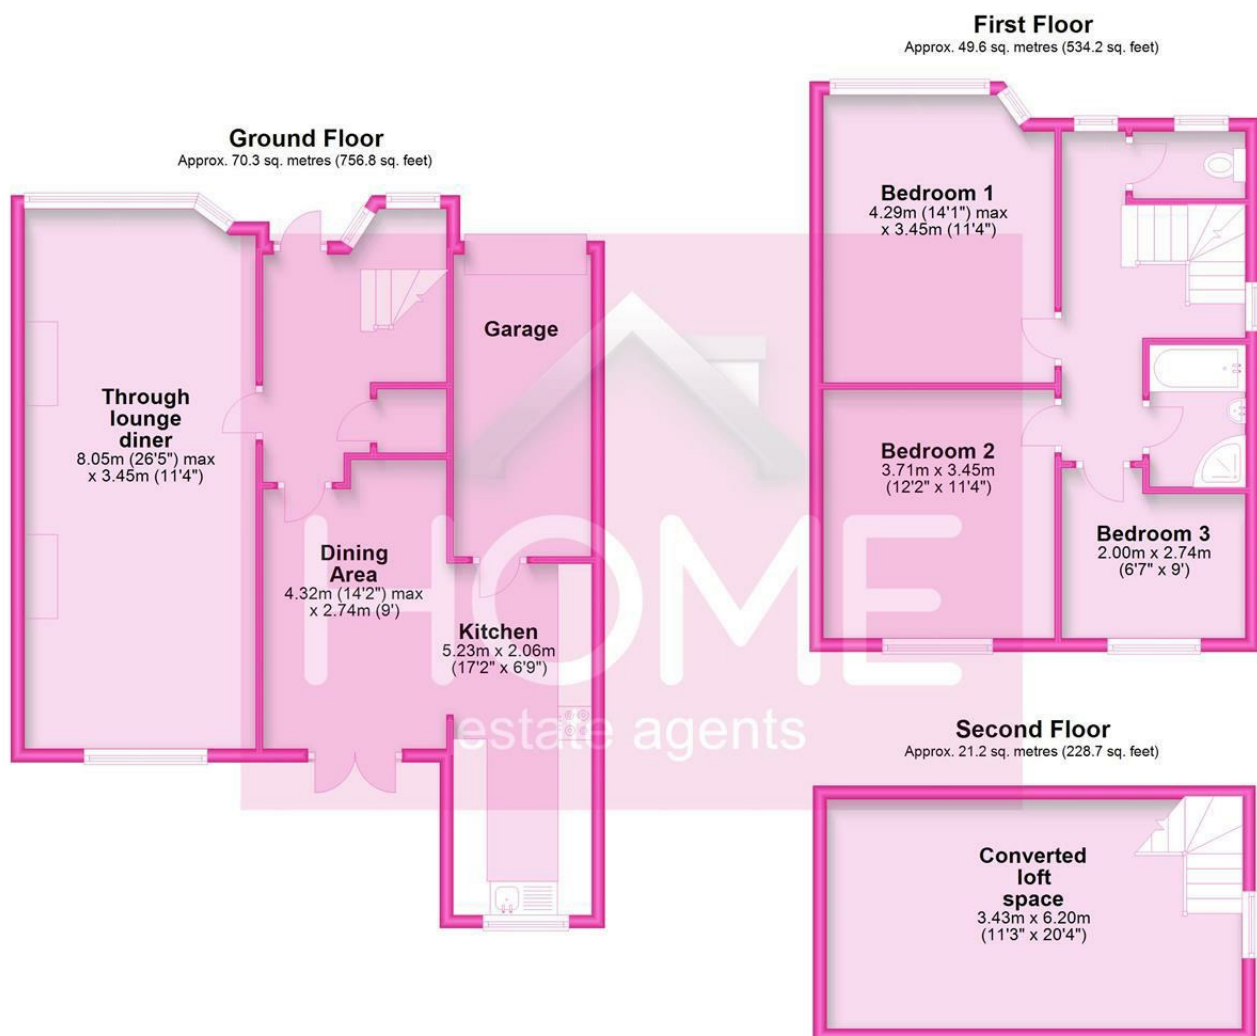 Ground Floor
Approx. 70.3 sq. metres (756.8 sq. feet)
Through
lounge
diner
8.05m (26'5") max
x 3.45m (11'4")
Garage
Dining
Area
4.32m (14'2") max
x 2.74m (9')
Kitchen
5.23m x 2.06m
(17'2" x 6'9")
First Floor
Approx. 49.6 sq. metres (534.2 sq. feet)
Bedroom 1
4.29m (14'1") max
x 3.45m (11'4")
Bedroom 2
3.71m x 3.45m
(12'2" x 11'4")
Bedroom 3
2.00m x 2.74m
(6'7" x 9')
Second Floor
Approx. 21.2 sq. metres (228.7 sq. feet)
Converted
loft
space
3.43m x 6.20m
(11'3" x 20'4")
HOME
estate agents